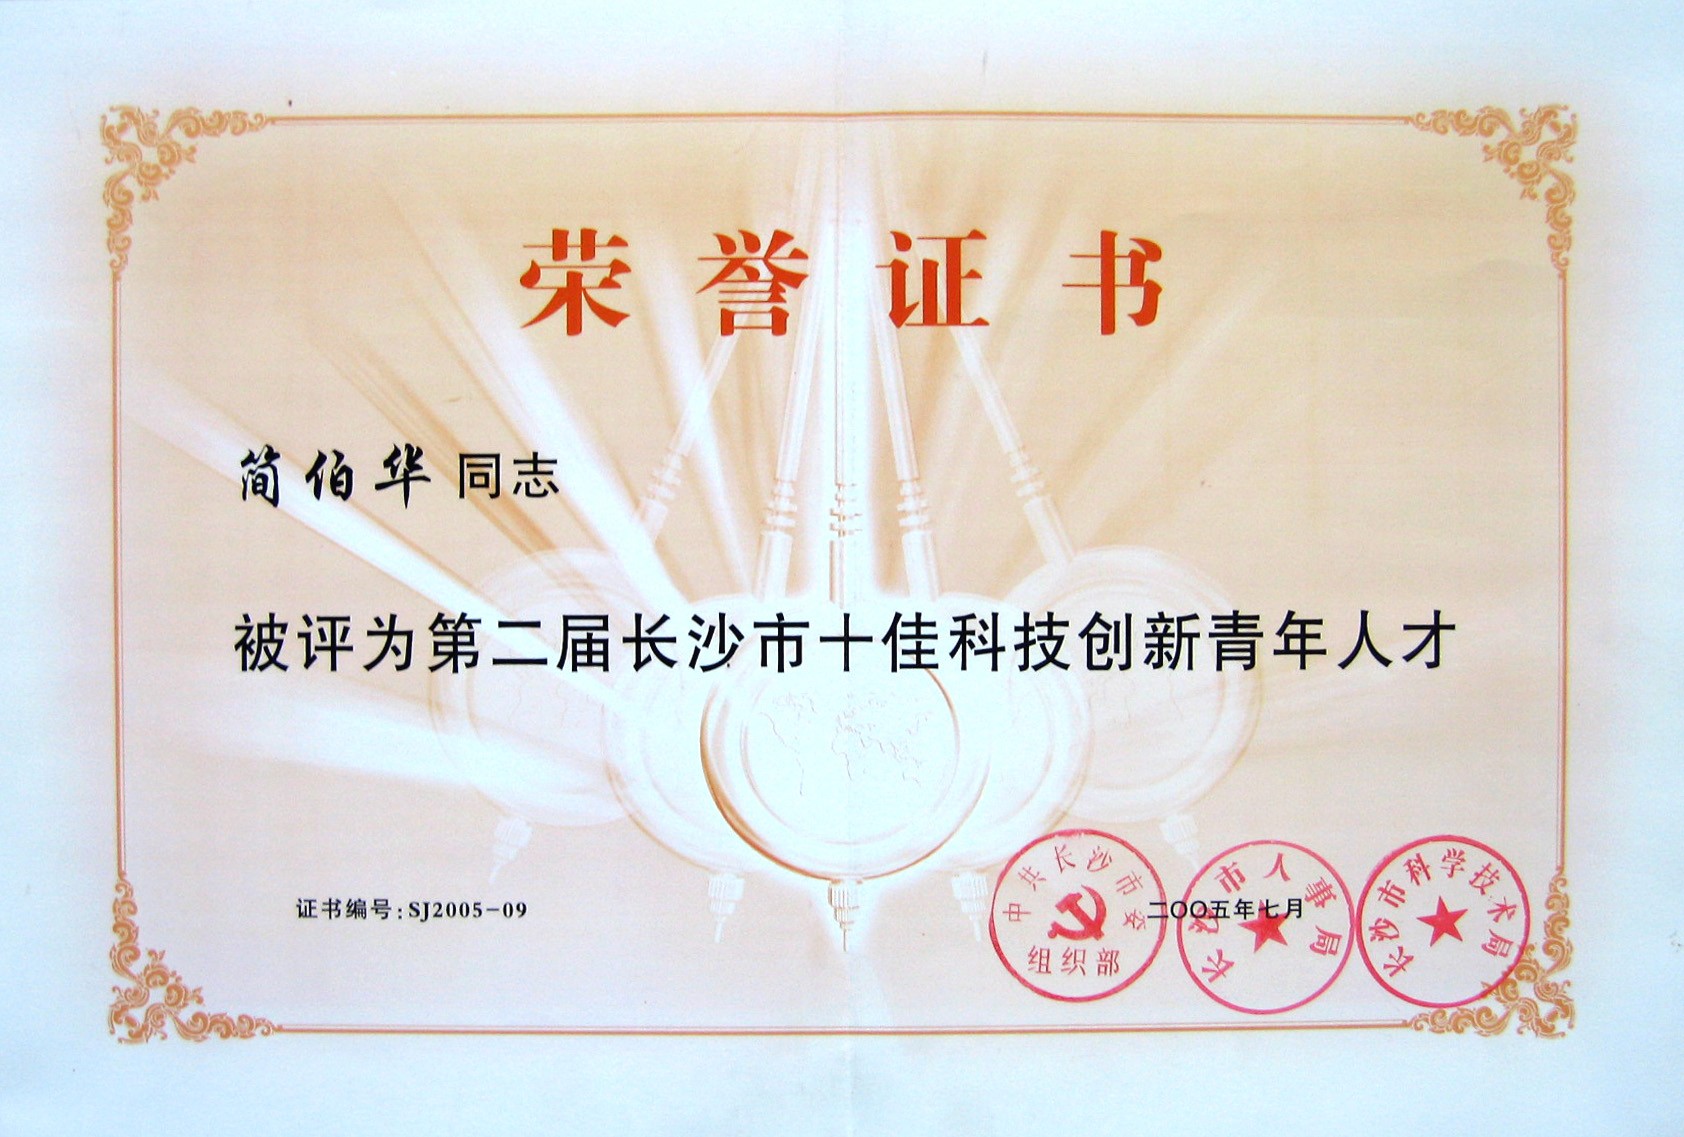 荣誉证书
简伯华 同志
被评为第二届长沙市十佳科技创新青年人才
证书编号:SJ2005-09
二〇〇五年七月
中共长沙市委
组织部
长沙市人事局
长沙市科学技术局